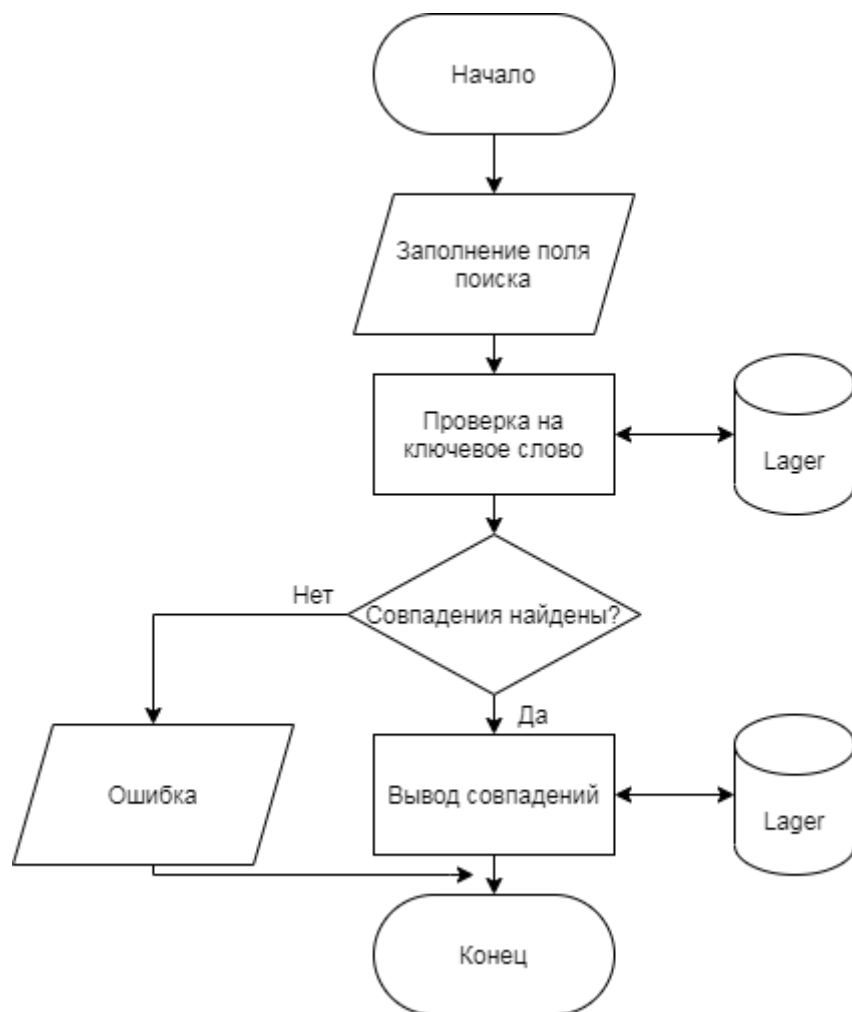 Начало
Заполнение поля
поиска
Проверка на
ключевое слово
Lager
Нет
Совпадения найдены?
Да
Ошибка
Вывод совпадений
Lager
Конец